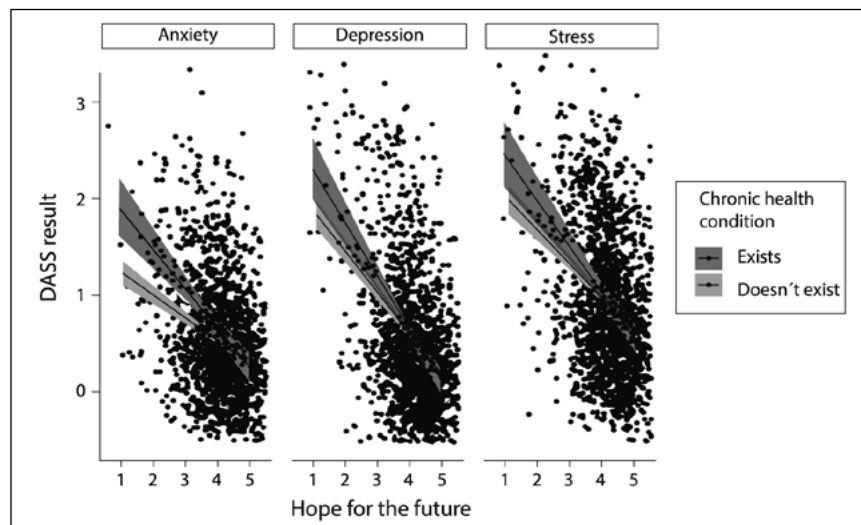 Anxiety Depression Stress
3
2
1
0
DASS result
1 2 3 4 5 1 2 3 4 5 1 2 3 4 5
Hope for the future
Chronic health
condition
Exists
Doesn´t exist